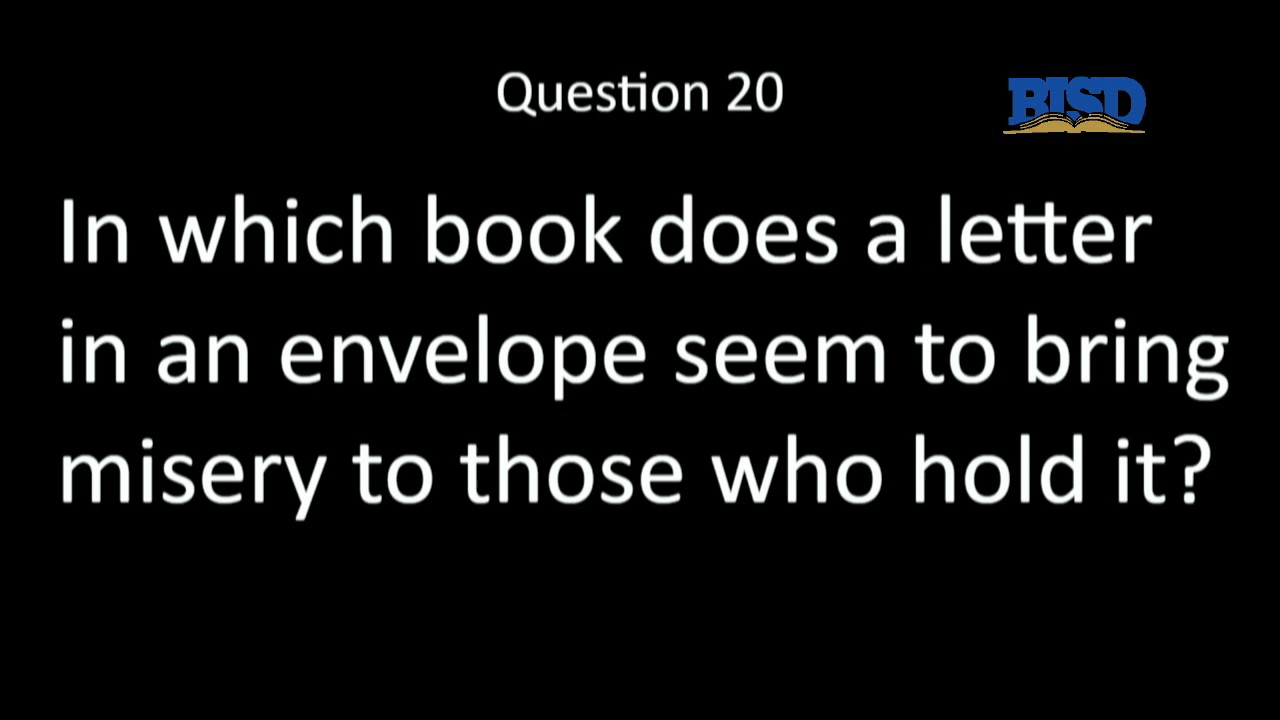 Question 20
BISD
In which book does a letter
in an envelope seem to bring
misery to those who hold it?